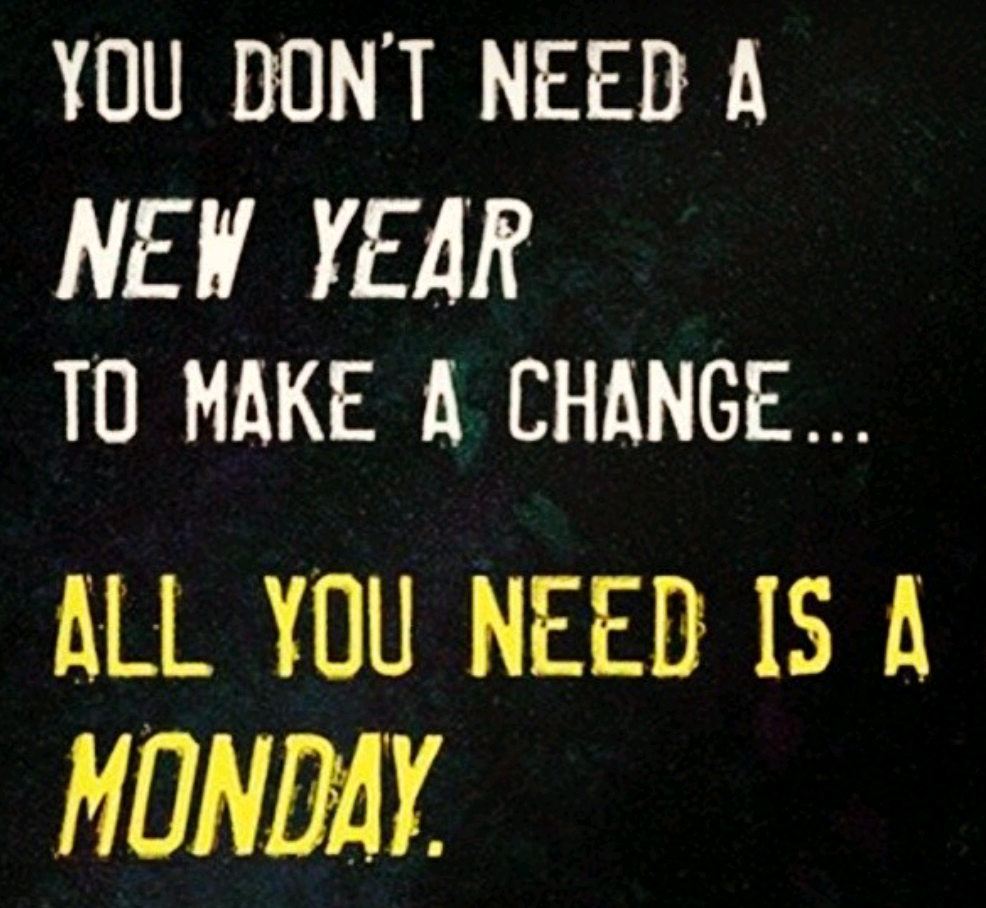 YOU DON'T NEED A
NEW YEAR
TO MAKE A CHANGE...
ALL YOU NEED IS A
MONDAY.